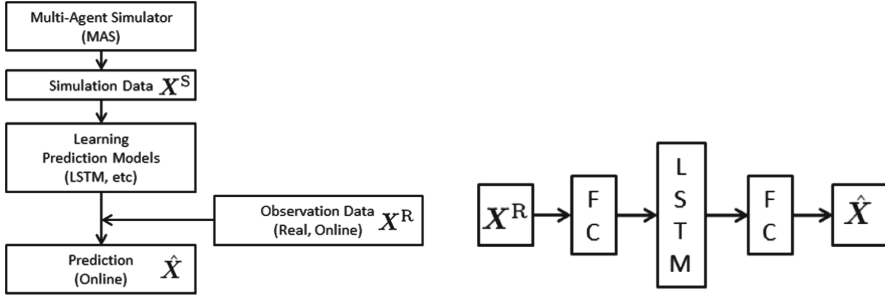 Multi-Agent Simulator
(MAS)
Simulation Data X^S
Learning
Prediction Models
(LSTM, etc)
Observation Data X^R
(Real, Online)
Prediction X̂
(Online)
X^R
F
C
L
S
T
M
F
C
X̂